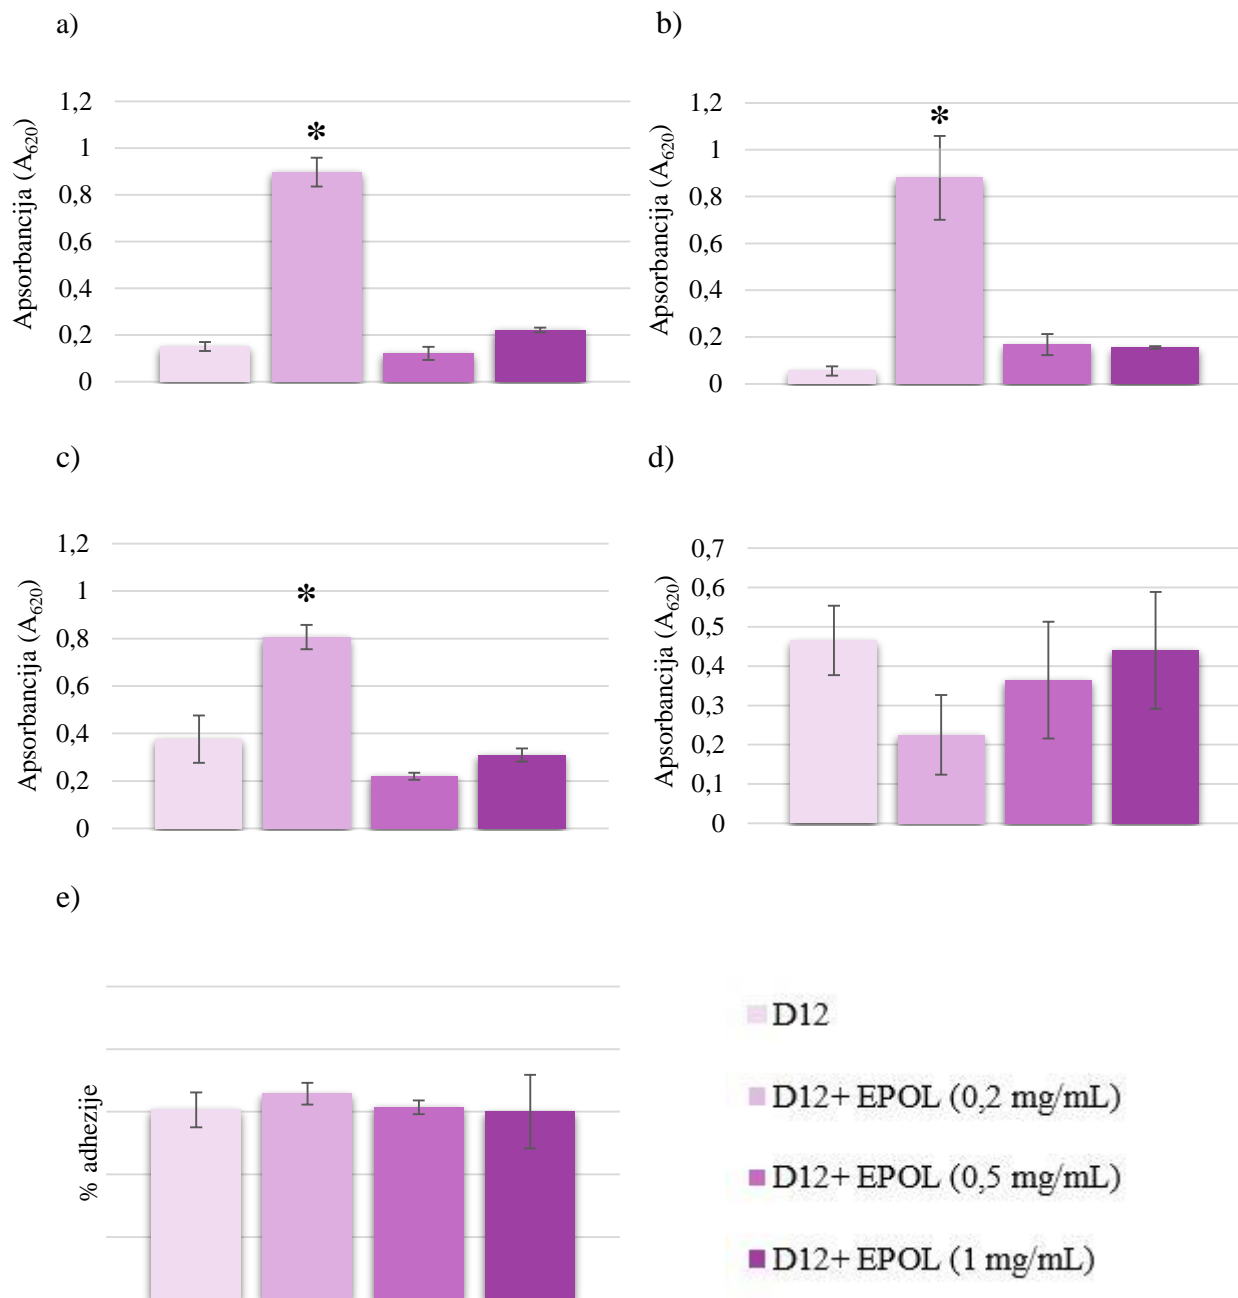 a)
Apsorbancija (A620)
1,2
1
0,8
0,6
0,4
0,2
0
*
b)
Apsorbancija (A620)
1,2
1
0,8
0,6
0,4
0,2
0
*
c)
Apsorbancija (A620)
1,2
1
0,8
0,6
0,4
0,2
0
*
d)
Apsorbancija (A620)
0,7
0,6
0,5
0,4
0,3
0,2
0,1
0
e)
% adhezije
D12
D12+ EPOL (0,2 mg/mL)
D12+ EPOL (0,5 mg/mL)
D12+ EPOL (1 mg/mL)